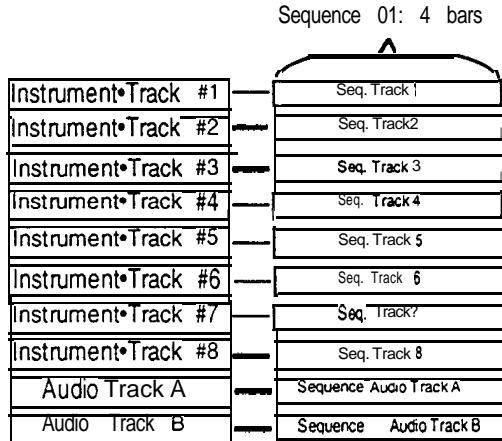 Sequence 01: 4 bars
Instrument•Track #1 Seq. Track 1
Instrument•Track #2 Seq. Track2
Instrument•Track #3 Seq. Track 3
Instrument•Track #4 Seq. Track 4
Instrument•Track #5 Seq. Track 5
Instrument•Track #6 Seq. Track 6
Instrument•Track #7 Seq. Track?
Instrument•Track #8 Seq. Track 8
Audio Track A Sequence Audio Track A
Audio Track B Sequence Audio Track B